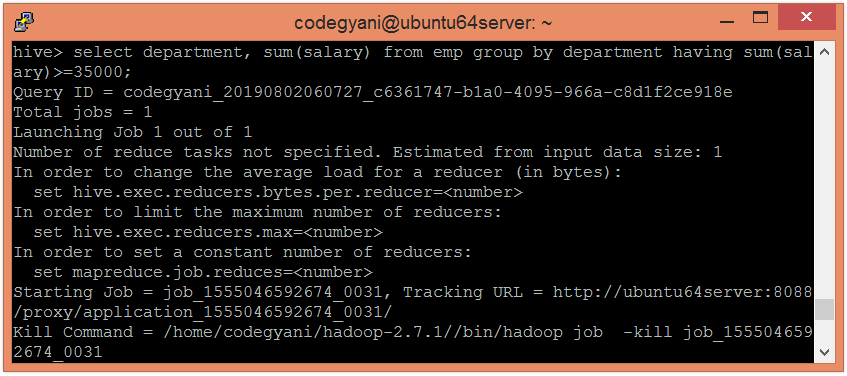 codegyani@ubuntu64server: ~
hive> select department, sum(salary) from emp group by department having sum(sal
ary)>=35000;
Query ID = codegyani_20190802060727_c6361747-b1a0-4095-966a-c8d1f2ce918e
Total jobs = 1
Launching Job 1 out of 1
Number of reduce tasks not specified. Estimated from input data size: 1
In order to change the average load for a reducer (in bytes):
  set hive.exec.reducers.bytes.per.reducer=<number>
In order to limit the maximum number of reducers:
  set hive.exec.reducers.max=<number>
In order to set a constant number of reducers:
  set mapreduce.job.reduces=<number>
Starting Job = job_1555046592674_0031, Tracking URL = http://ubuntu64server:8088
/proxy/application_1555046592674_0031/
Kill Command = /home/codegyani/hadoop-2.7.1//bin/hadoop job  -kill job_155504659
2674_0031